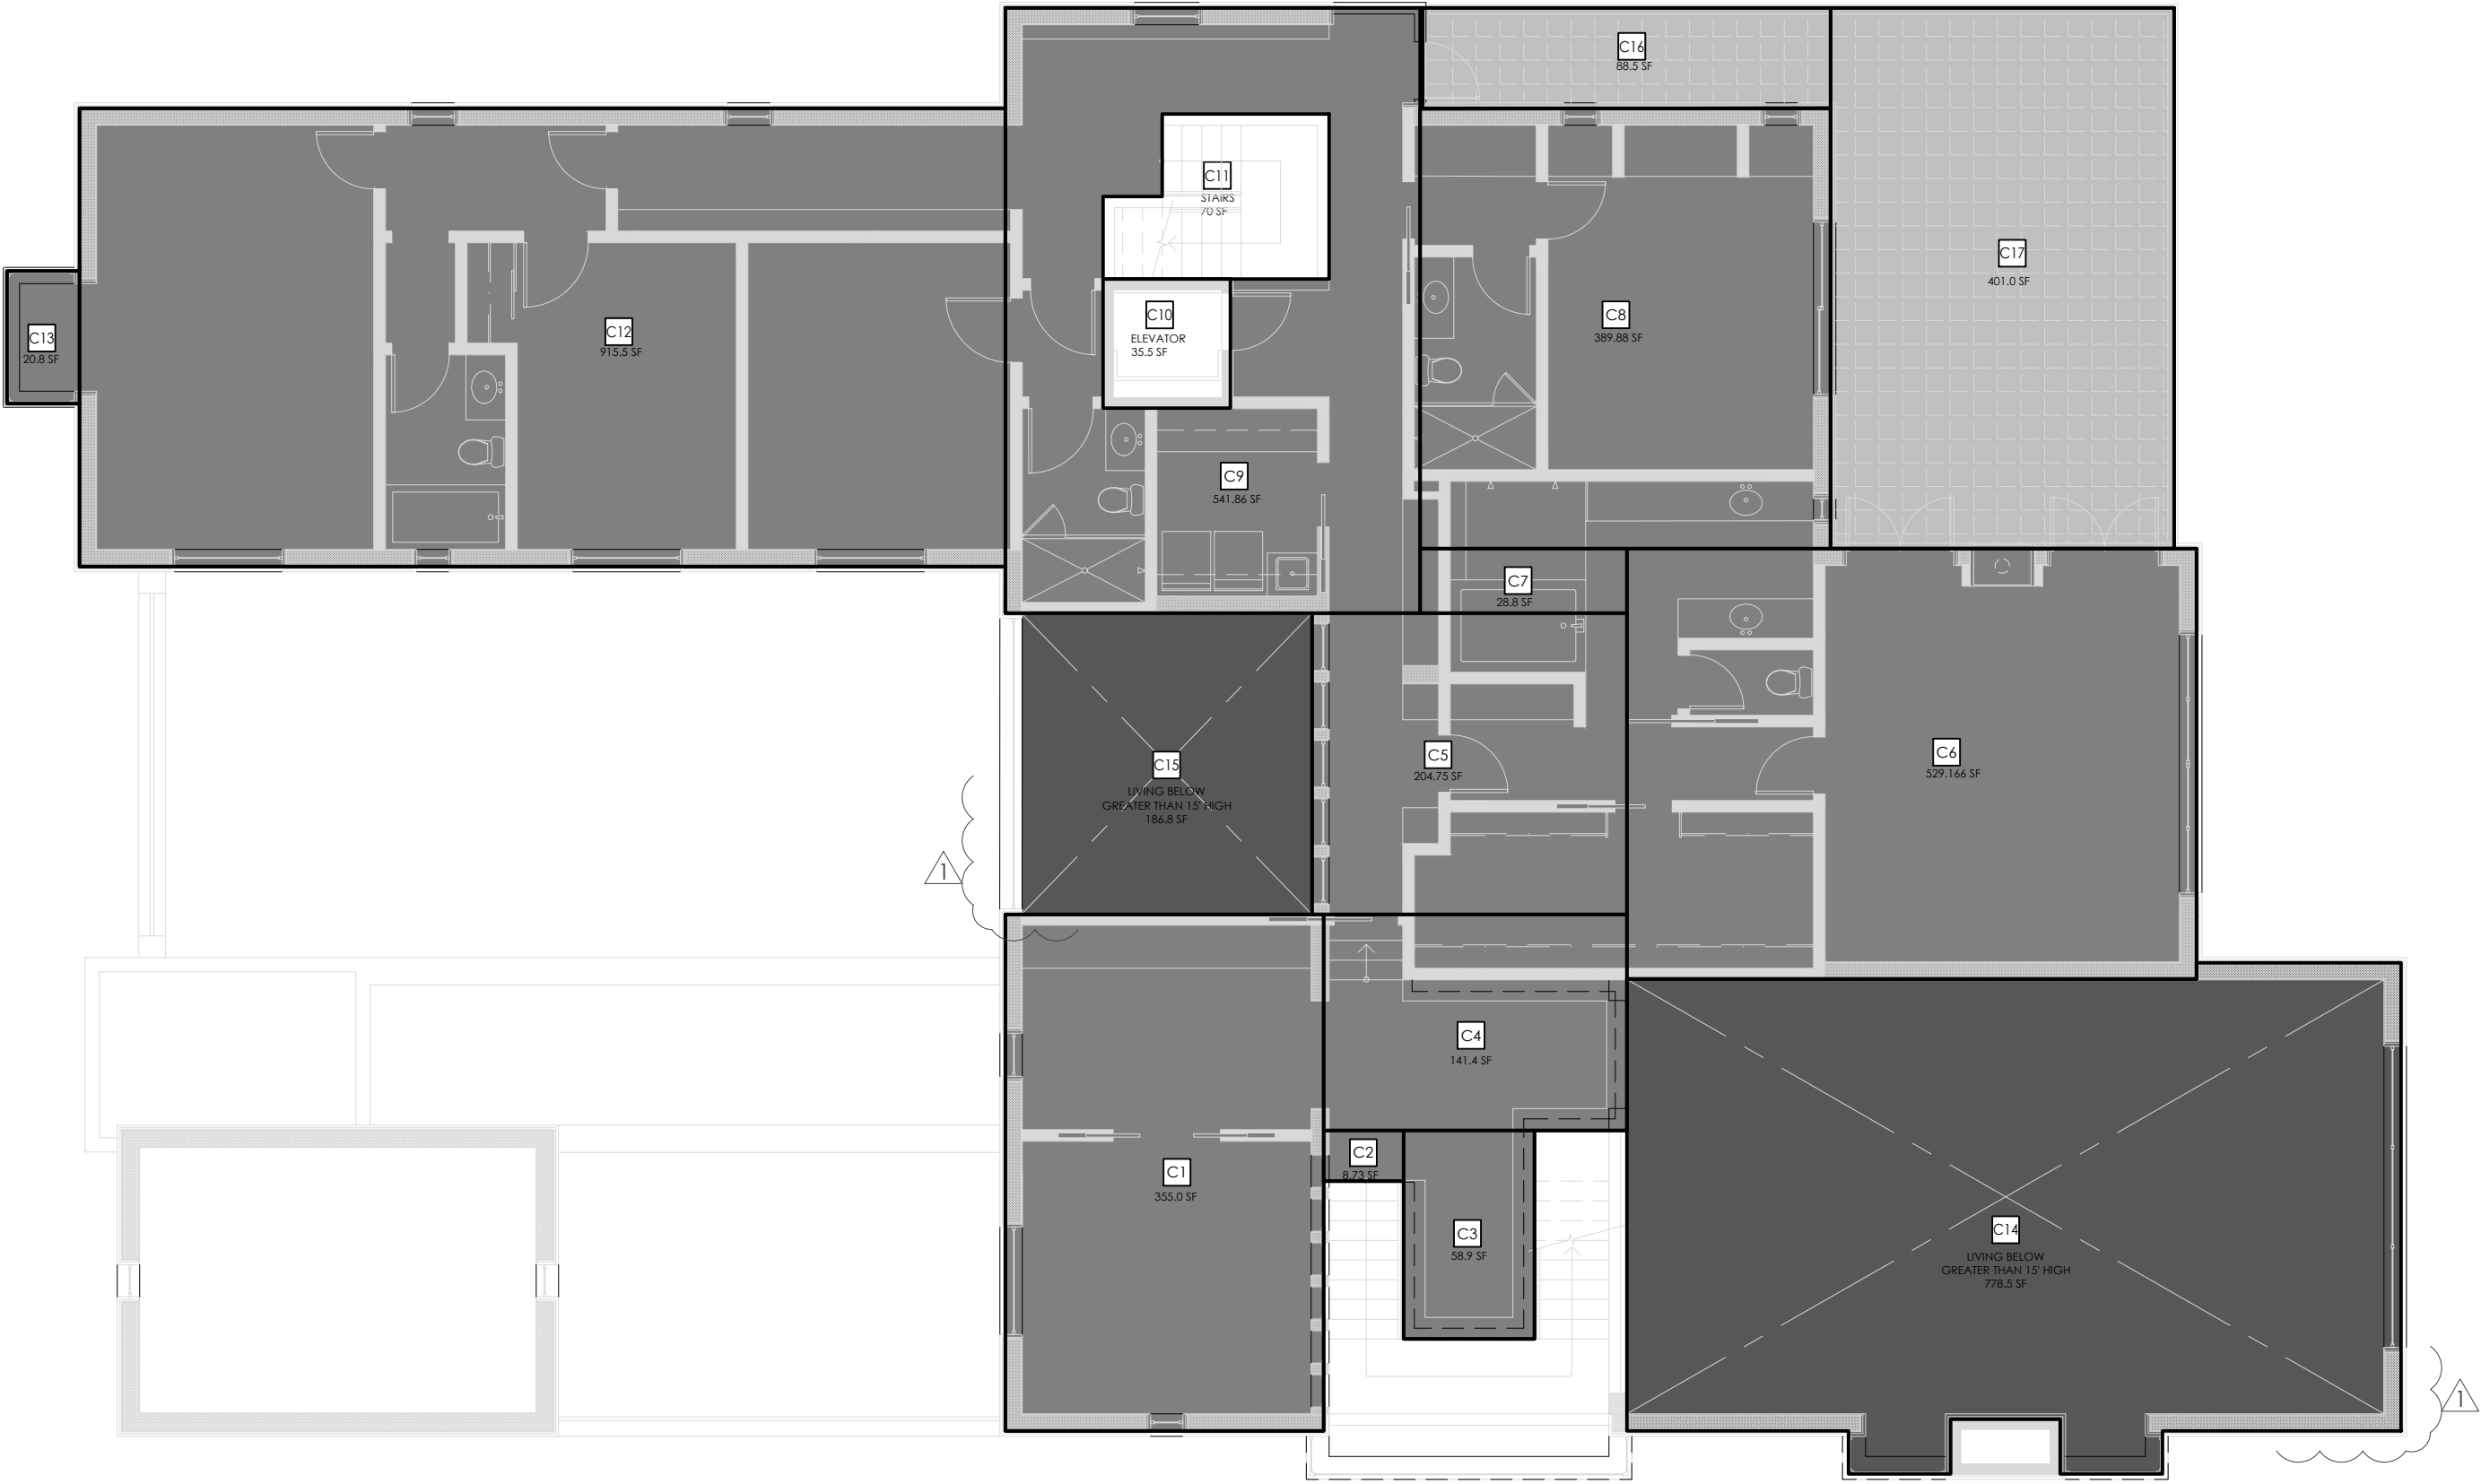 C16
88.5 SF
C11
STAIRS
70 SF
C17
401.0 SF
C13
20.8 SF
C12
915.5 SF
C10
ELEVATOR
35.5 SF
C8
389.88 SF
C9
541.86 SF
C7
28.8 SF
C15
LIVING BELOW
GREATER THAN 15' HIGH
186.8 SF
C5
204.75 SF
C6
529.166 SF
1
C4
141.4 SF
C2
8.73 SF
C1
355.0 SF
C3
58.9 SF
C14
LIVING BELOW
GREATER THAN 15' HIGH
778.5 SF
1